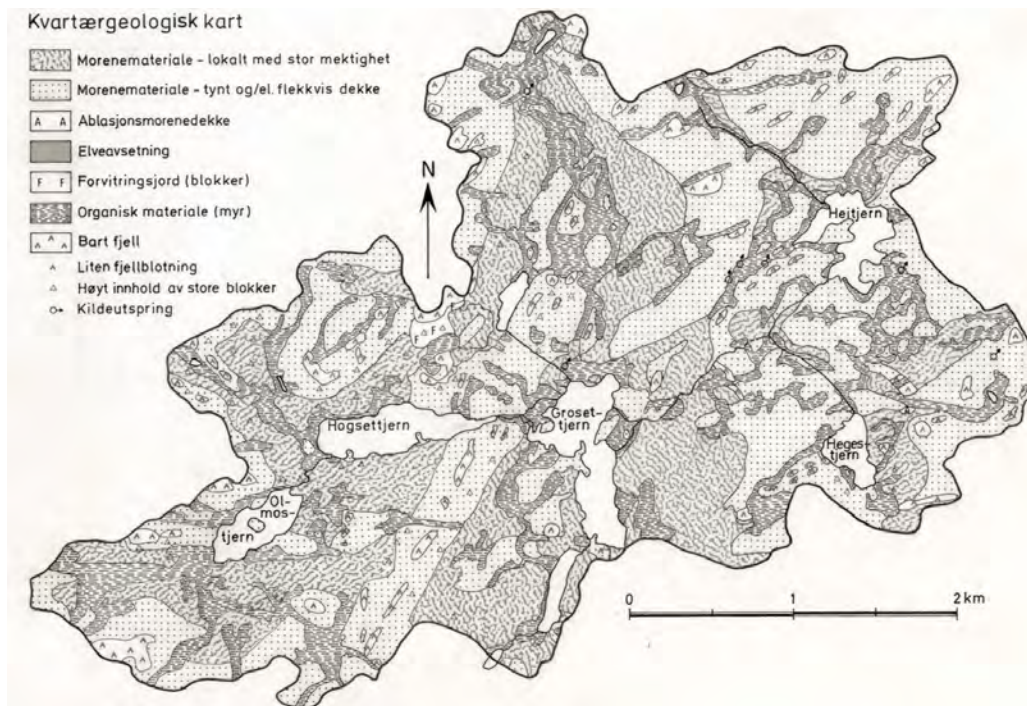 Kvartærgeologisk kart
Morenemateriale - lokalt med stor mektighet
Morenemateriale - tynt og/el. flekkvis dekke
A A Ablasjonsmorenedekke
Elveavsetning
F F Forvitringsjord (blokker)
Organisk materiale (myr)
Bart fjell
Liten fjellblotning
Høyt innhold av store blokker
Kildeutspring
N
Heitjern
F
F F
Høgsettjern
Groset-
tjern
Heges-
tjern
Ol-
mos-
tjern
0 1 2 km